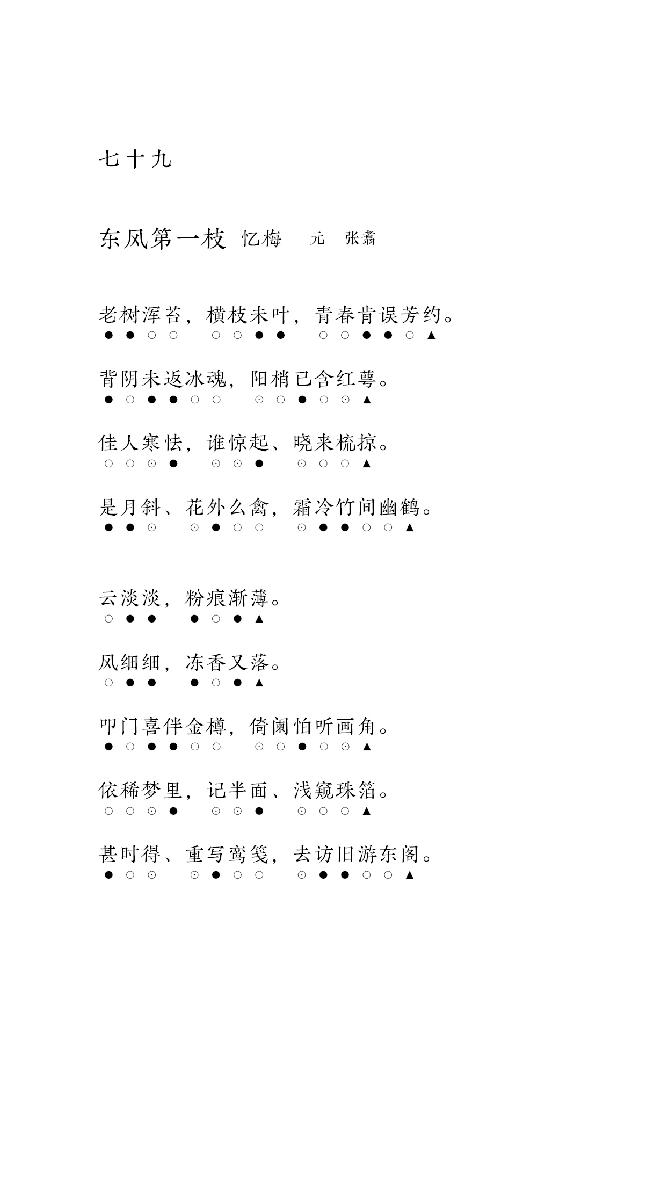 七十九
东风第一枝 忆梅 元 张翥
老树浑苔，横枝未叶，青春肯误芳约。
●●○○ ○○●● ○○●●○▲
背阴未返冰魂，阳梢已含红萼。
●○●●○○ ⊙○●○⊙▲
佳人寒怯，谁惊起、晓来梳掠。
○○⊙● ⊙⊙● ⊙○○▲
是月斜、花外么禽，霜冷竹间幽鹤。
●●⊙ ⊙●○○ ⊙●●○○▲
云淡淡，粉痕渐薄。
○●● ●○●▲
风细细，冻香又落。
○●● ●○●▲
叩门喜伴金樽，倚阑怕听画角。
●○●●○○ ⊙○●○⊙▲
依稀梦里，记半面、浅窥珠箔。
○○⊙● ⊙⊙● ⊙○○▲
甚时得、重写鸾笺，去访旧游东阁。
●○⊙ ⊙●○○ ⊙●●○○▲